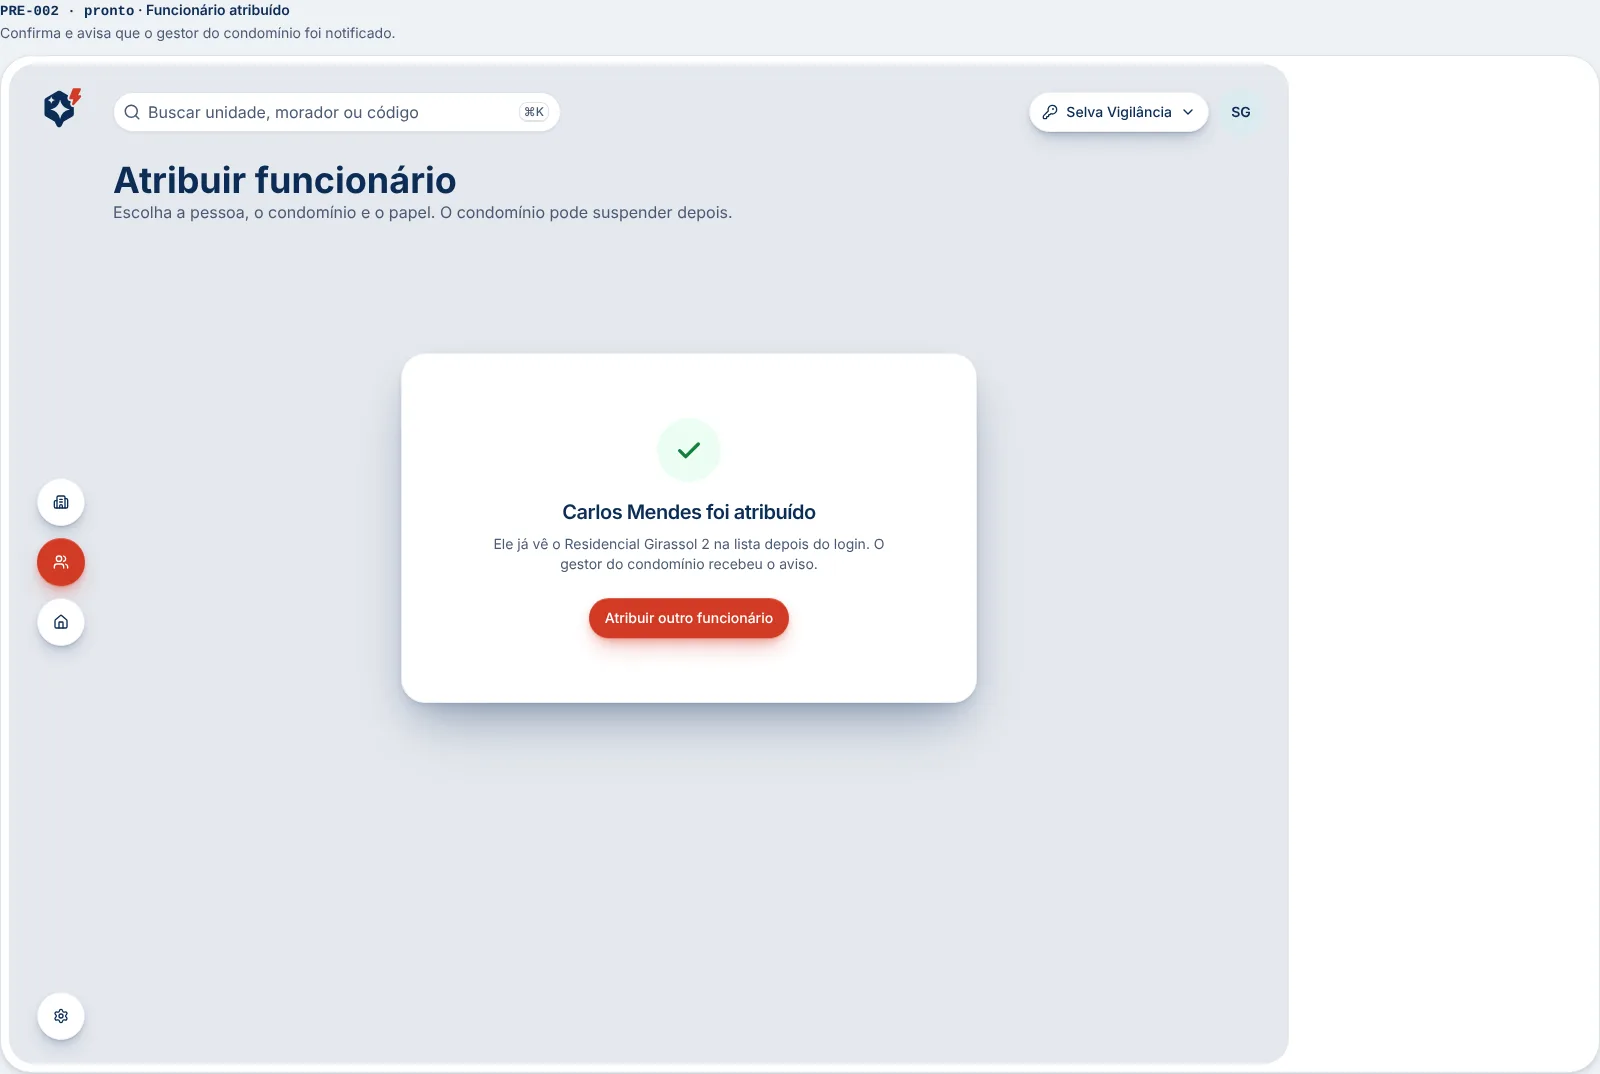 PRE-002 · pronto · Funcionário atribuído
Confirma e avisa que o gestor do condomínio foi notificado.
Buscar unidade, morador ou código
⌘K
Selva Vigilância
SG
Atribuir funcionário
Escolha a pessoa, o condomínio e o papel. O condomínio pode suspender depois.
Carlos Mendes foi atribuído
Ele já vê o Residencial Girassol 2 na lista depois do login. O
gestor do condomínio recebeu o aviso.
Atribuir outro funcionário